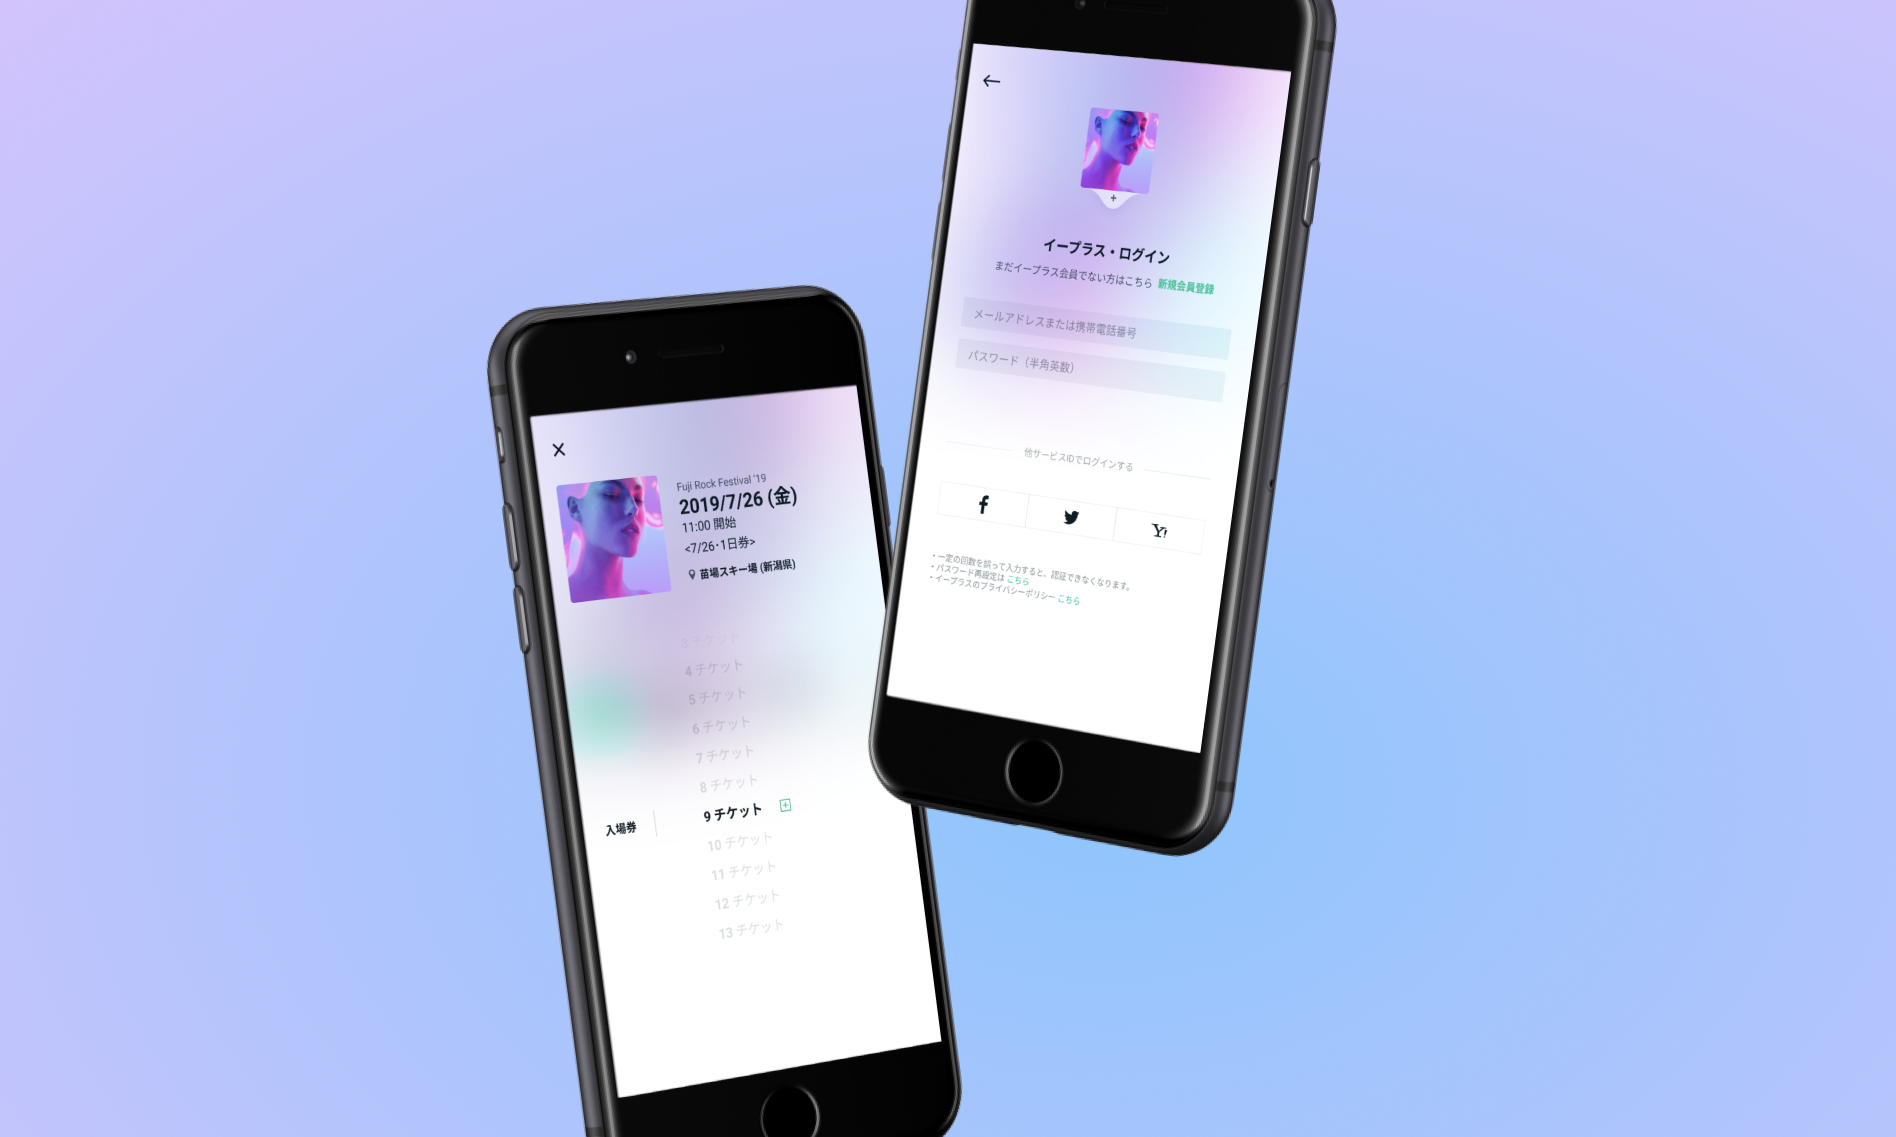 Fuji Rock Festival '19
2019/7/26 (金)
11:00 開始
<7/26･1日券>
苗場スキー場 (新潟県)
3 チケット
4 チケット
5 チケット
6 チケット
7 チケット
8 チケット
入場券
9 チケット
10 チケット
11 チケット
12 チケット
13 チケット
イープラス・ログイン
まだイープラス会員でない方はこちら 新規会員登録
メールアドレスまたは携帯電話番号
パスワード（半角英数）
他サービスIDでログインする
Y!
・一定の回数を誤って入力すると、認証できなくなります。
・パスワード再設定は こちら
・イープラスのプライバシーポリシー こちら